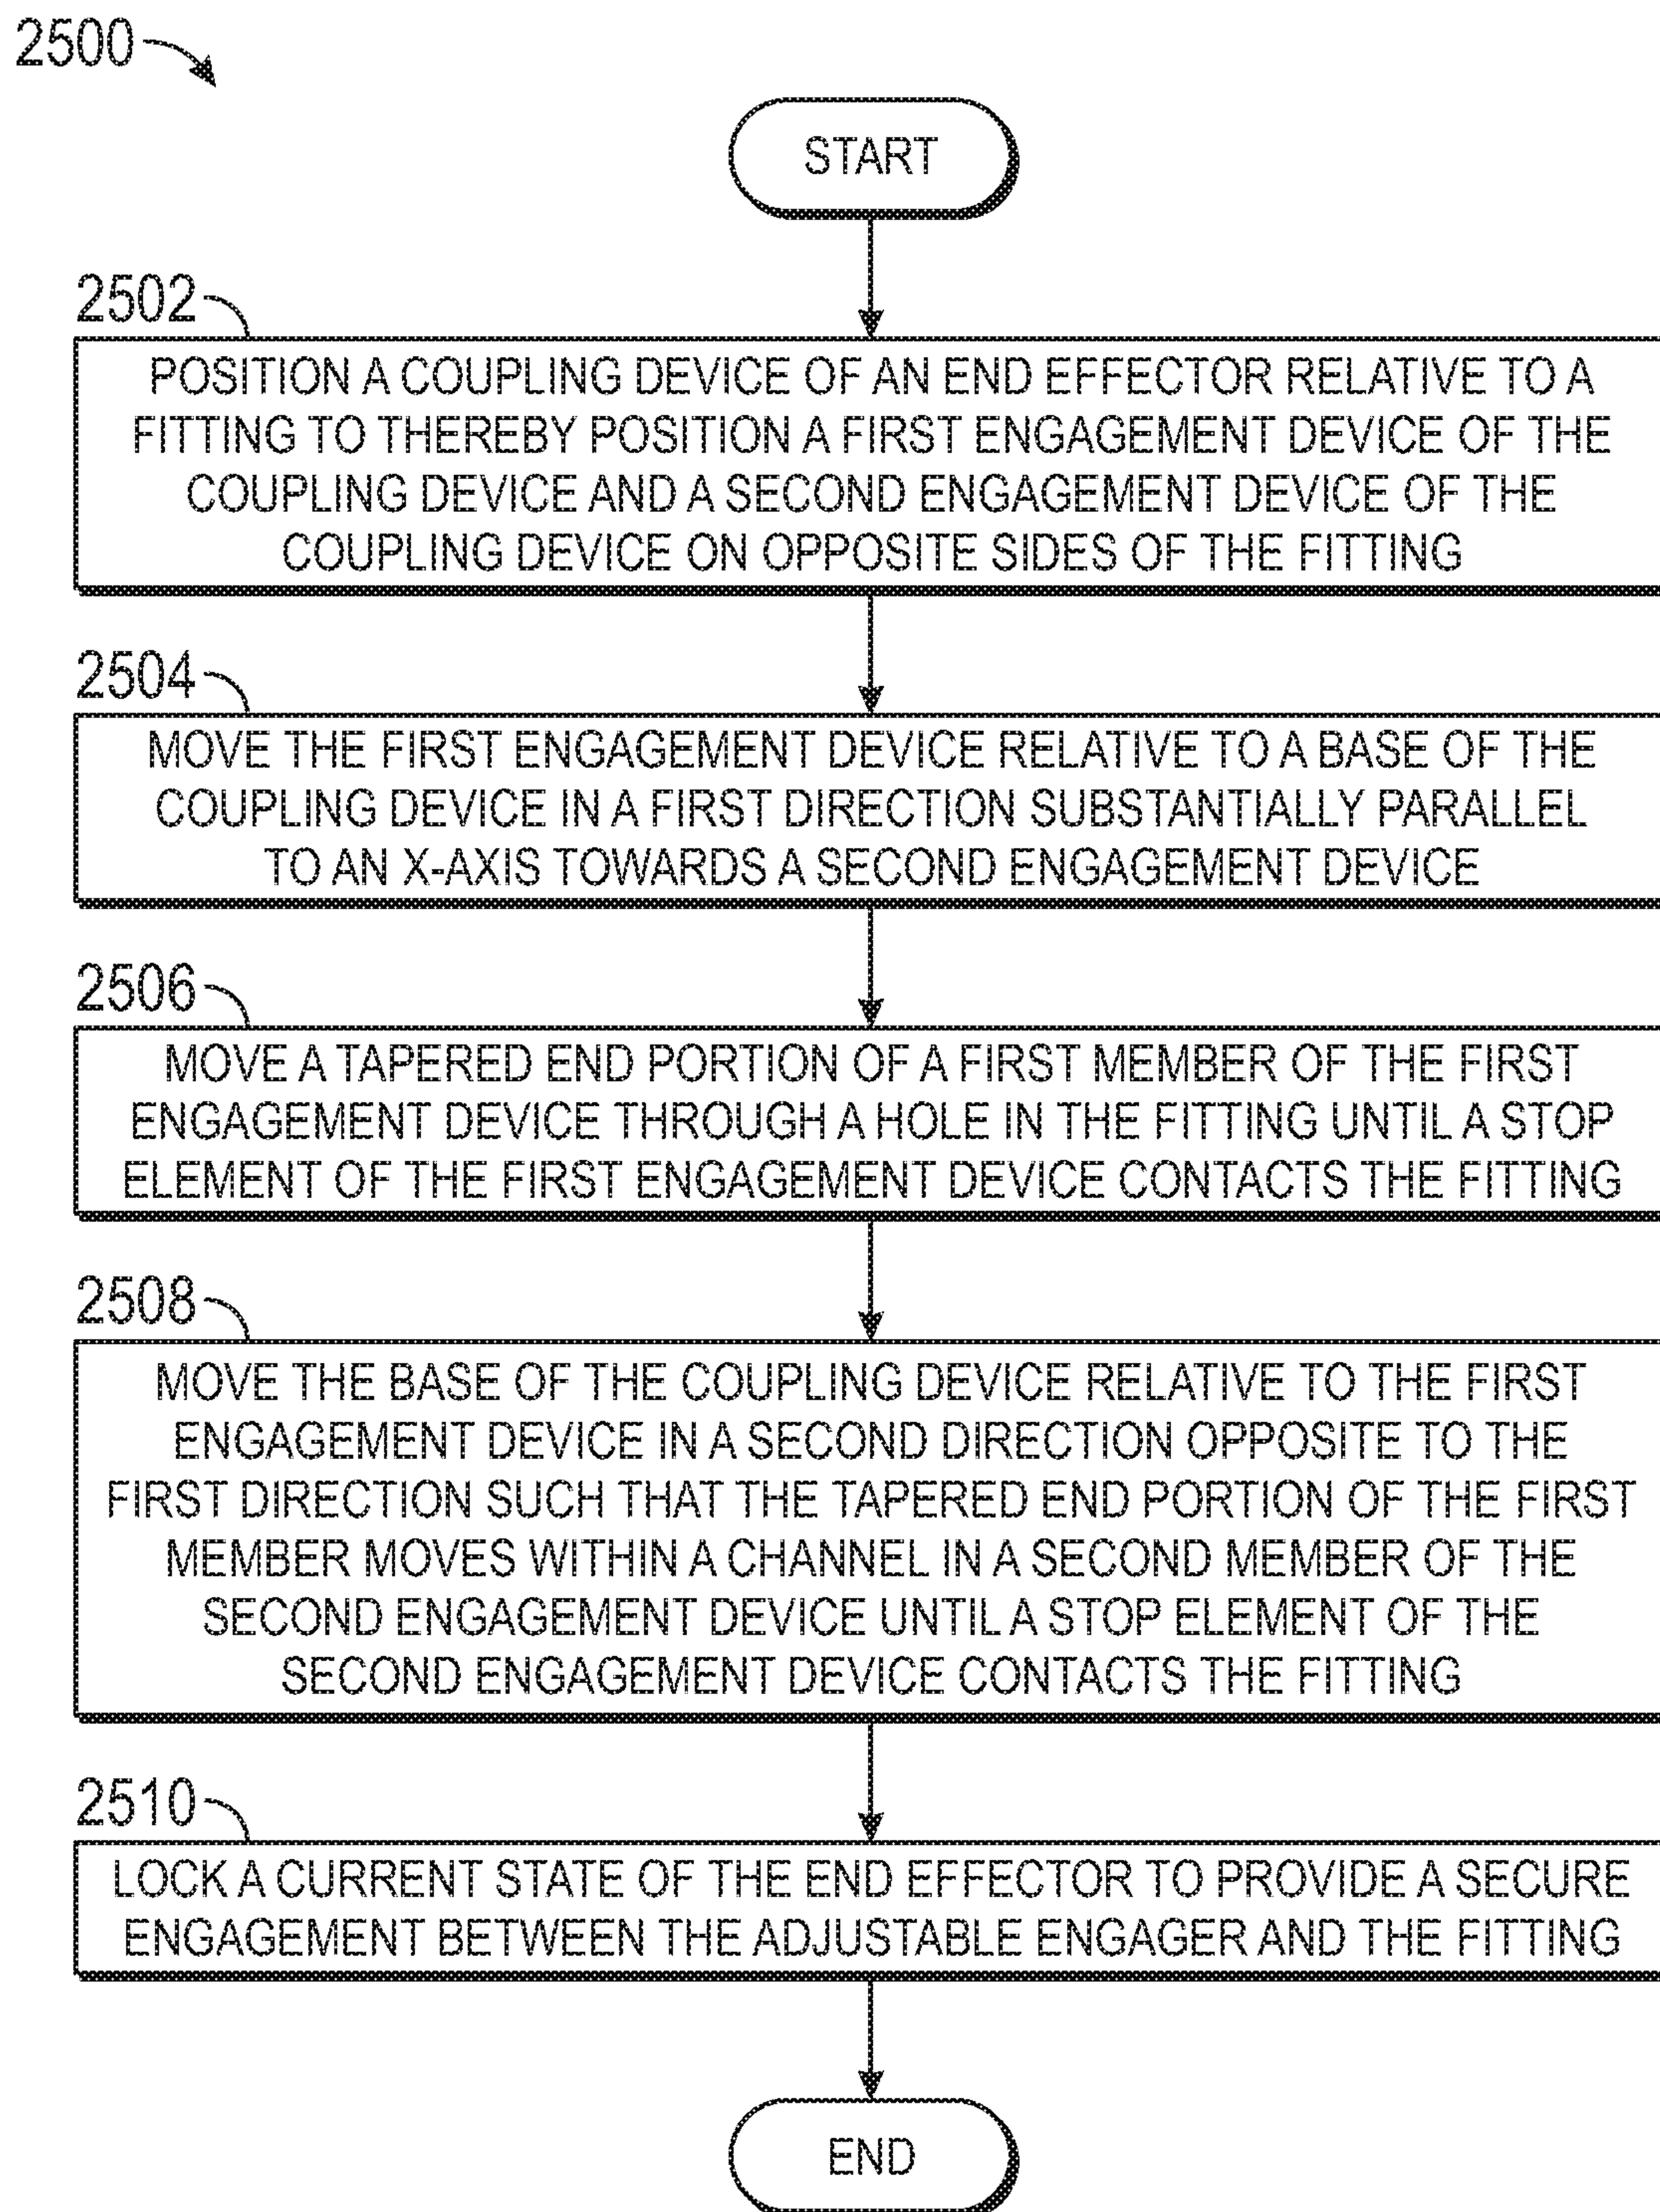 2500
START
2502
POSITION A COUPLING DEVICE OF AN END EFFECTOR RELATIVE TO A
FITTING TO THEREBY POSITION A FIRST ENGAGEMENT DEVICE OF THE
COUPLING DEVICE AND A SECOND ENGAGEMENT DEVICE OF THE
COUPLING DEVICE ON OPPOSITE SIDES OF THE FITTING
2504
MOVE THE FIRST ENGAGEMENT DEVICE RELATIVE TO A BASE OF THE
COUPLING DEVICE IN A FIRST DIRECTION SUBSTANTIALLY PARALLEL
TO AN X-AXIS TOWARDS A SECOND ENGAGEMENT DEVICE
2506
MOVE A TAPERED END PORTION OF A FIRST MEMBER OF THE FIRST
ENGAGEMENT DEVICE THROUGH A HOLE IN THE FITTING UNTIL A STOP
ELEMENT OF THE FIRST ENGAGEMENT DEVICE CONTACTS THE FITTING
2508
MOVE THE BASE OF THE COUPLING DEVICE RELATIVE TO THE FIRST
ENGAGEMENT DEVICE IN A SECOND DIRECTION OPPOSITE TO THE
FIRST DIRECTION SUCH THAT THE TAPERED END PORTION OF THE FIRST
MEMBER MOVES WITHIN A CHANNEL IN A SECOND MEMBER OF THE
SECOND ENGAGEMENT DEVICE UNTIL A STOP ELEMENT OF THE
SECOND ENGAGEMENT DEVICE CONTACTS THE FITTING
2510
LOCK A CURRENT STATE OF THE END EFFECTOR TO PROVIDE A SECURE
ENGAGEMENT BETWEEN THE ADJUSTABLE ENGAGER AND THE FITTING
END